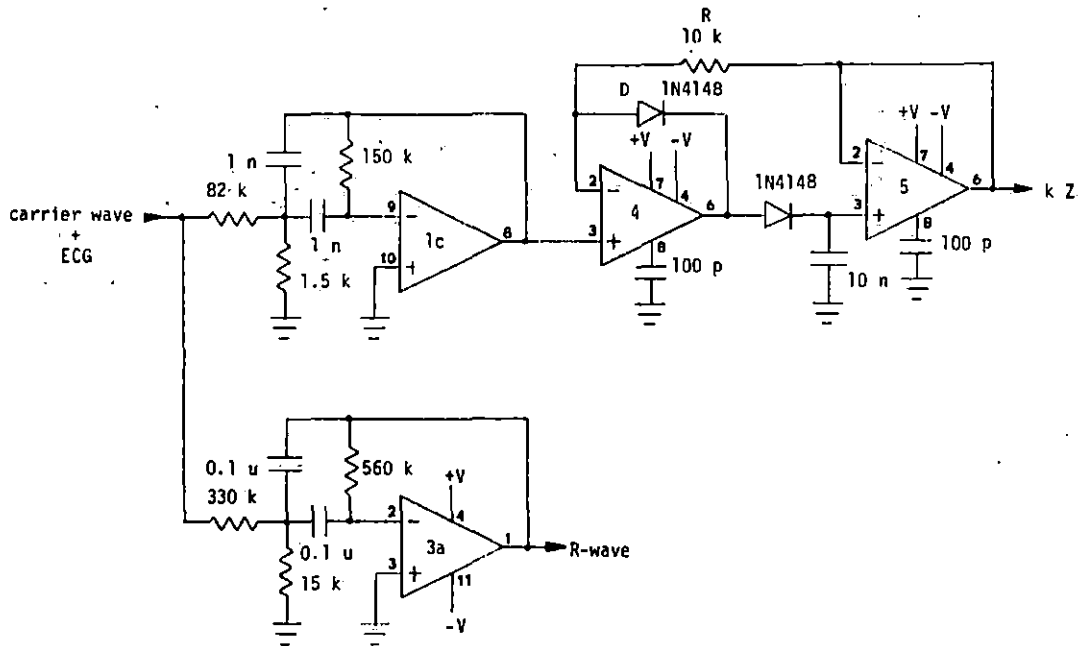 R
10 k
D 1N4148
+V -V
1 n
150 k
82 k
carrier wave
+
ECG
1 n
1.5 k
9
10
1c
8
2
3
4
7
4
6
8
100 p
1N4148
10 n
+V -V
2
3
5
7
4
6
8
100 p
k Z
0.1 u
560 k
330 k
0.1 u
15 k
+V
2
3
3a
4
1
11
-V
R-wave